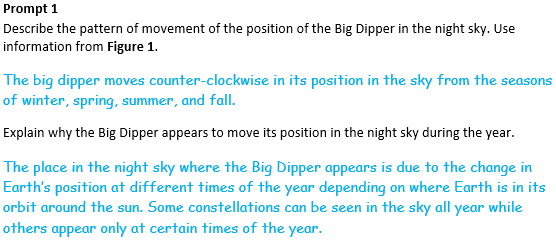 Prompt 1
Describe the pattern of movement of the position of the Big Dipper in the night sky. Use
information from Figure 1.
The big dipper moves counter-clockwise in its position in the sky from the seasons
of winter, spring, summer, and fall.
Explain why the Big Dipper appears to move its position in the night sky during the year.
The place in the night sky where the Big Dipper appears is due to the change in
Earth's position at different times of the year depending on where Earth is in its
orbit around the sun. Some constellations can be seen in the sky all year while
others appear only at certain times of the year.